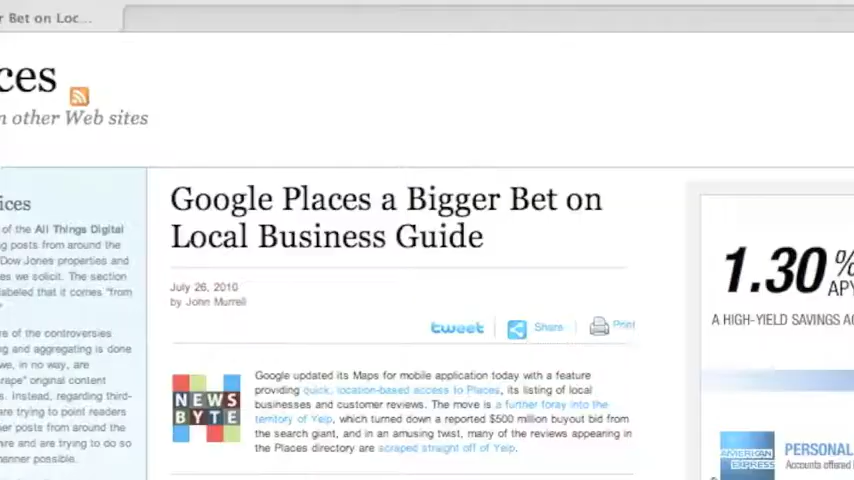 r Bet on Loc...
ces
n other Web sites
ices
of the All Things Digital
g posts from around the
Dow Jones properties and
es we solicit. The section
labeled that it comes "from
"
re of the controversies
ng and aggregating is done
we, in no way, are
rape" original content
s. Instead, regarding third-
are trying to point readers
her posts from around the
ire and are trying to do so
manner possible.
Google Places a Bigger Bet on
Local Business Guide
July 26, 2010
by John Murrell
tweet
Share
Print
NEWS
BYTE
Google updated its Maps for mobile application today with a feature
providing quick, location-based access to Places, its listing of local
businesses and customer reviews. The move is a further foray into the
territory of Yelp, which turned down a reported $500 million buyout bid from
the search giant, and in an amusing twist, many of the reviews appearing in
the Places directory are scraped straight off of Yelp.
1.30%
APY
A HIGH-YIELD SAVINGS AC
AMERICAN
EXPRESS
PERSONAL
Accounts offered